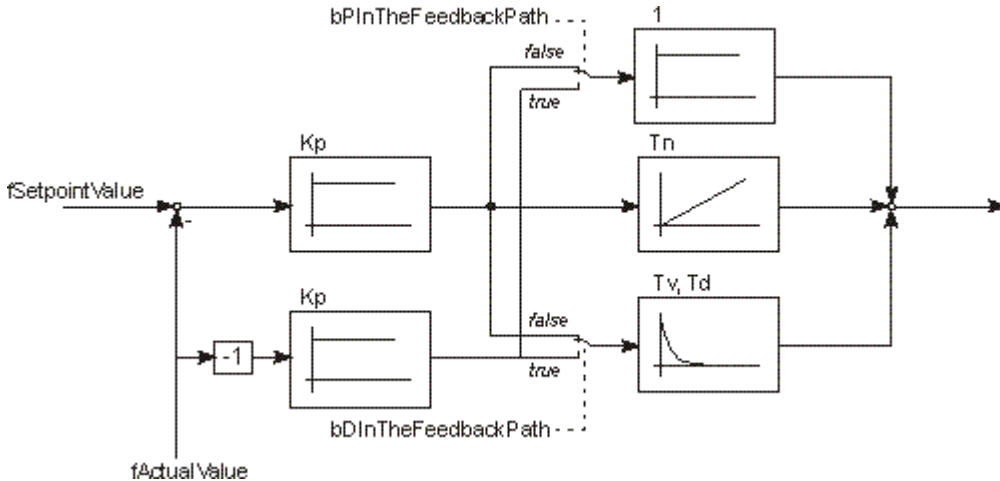 bPInTheFeedbackPath
1
false
true
Kp
Tn
fSetpointValue
-
Kp
Tv, Td
false
-1
true
bDInTheFeedbackPath
fActualValue